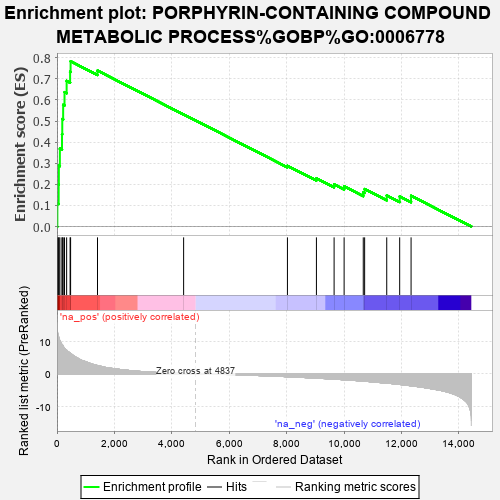 Enrichment plot: PORPHYRIN-CONTAINING COMPOUND
METABOLIC PROCESS%GOBP%GO:0006778
Enrichment score (ES)
0.8
0.7
0.6
0.5
0.4
0.3
0.2
0.1
0.0
'na_pos' (positively correlated)
Ranked list metric (PreRanked)
10
0
-10
Zero cross at 4837
'na_neg' (negatively correlated)
0 2,000 4,000 6,000 8,000 10,000 12,000 14,000
Rank in Ordered Dataset
Enrichment profile Hits Ranking metric scores